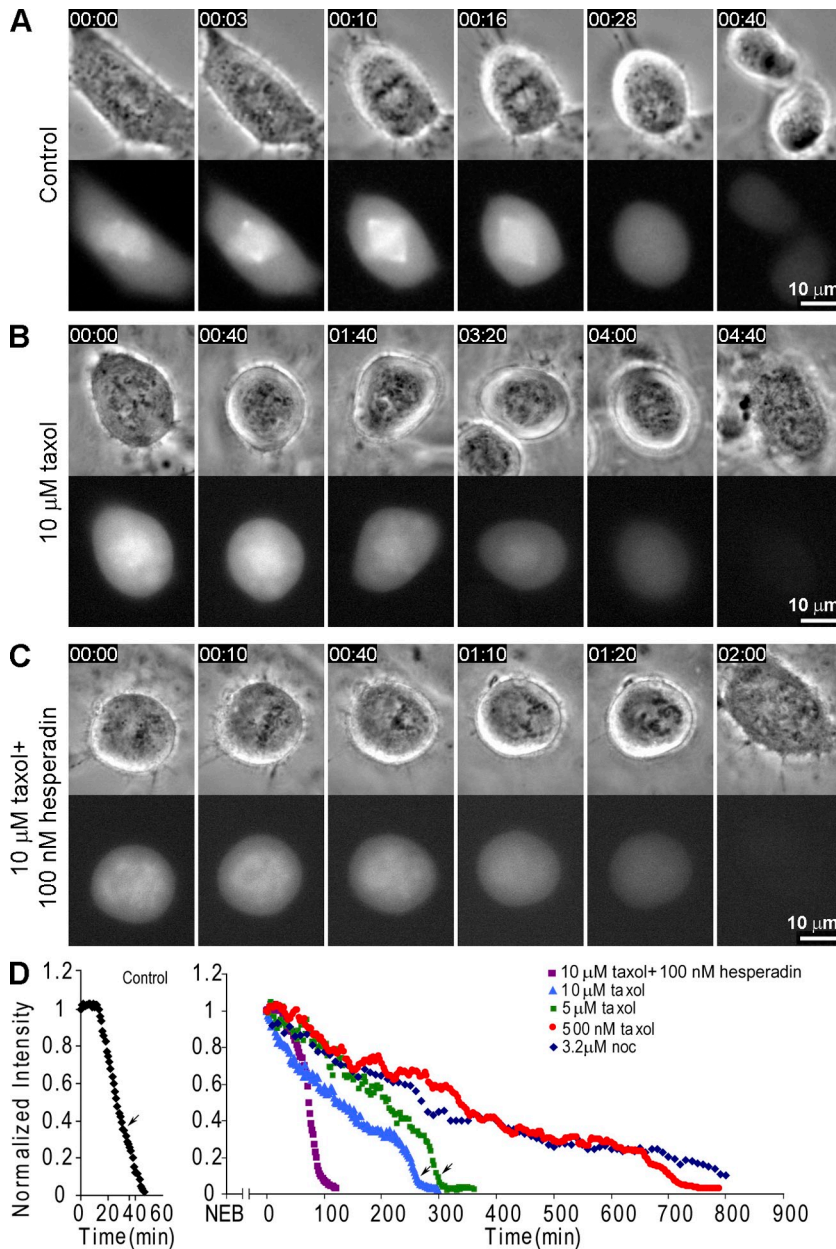 A
Control
00:00 00:03 00:10 00:16 00:28 00:40
10 μm
B
10 μM taxol
00:00 00:40 01:40 03:20 04:00 04:40
10 μm
C
10 μM taxol+
100 nM hesperadin
00:00 00:10 00:40 01:10 01:20 02:00
10 μm
D
Normalized Intensity
1.2
1
0.8
0.6
0.4
0.2
0
Control
0 20 40 60
Time(min)
1.2
1.0
0.8
0.6
0.4
0.2
0
10 μM taxol+ 100 nM hesperadin
10 μM taxol
5 μM taxol
500 nM taxol
3.2μM noc
NEB 0 100 200 300 400 500 600 700 800 900
Time(min)